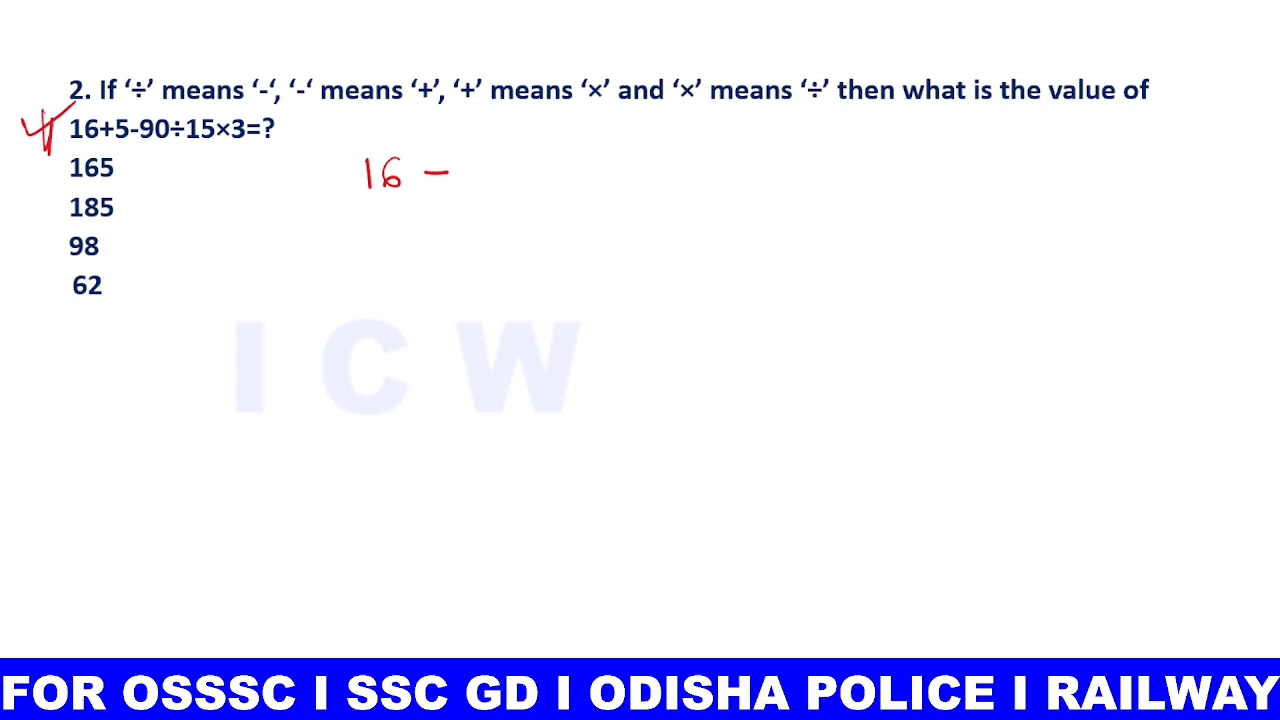 2. If ‘÷’ means ‘-‘, ‘-‘ means ‘+’, ‘+’ means ‘×’ and ‘×’ means ‘÷’ then what is the value of
16+5-90÷15×3=?
165
16 –
185
98
62
I C W
FOR OSSSC I SSC GD I ODISHA POLICE I RAILWAY